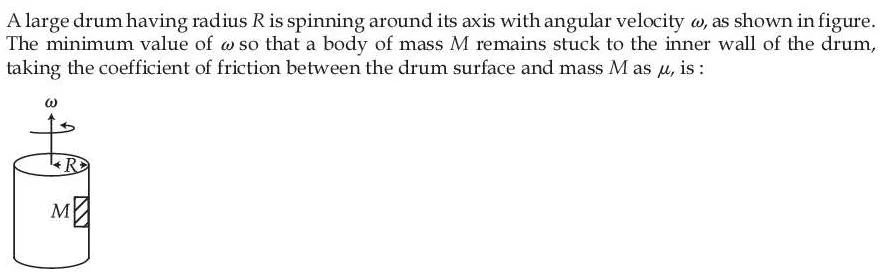 A large drum having radius R is spinning around its axis with angular velocity ω, as shown in figure.
The minimum value of ω so that a body of mass M remains stuck to the inner wall of the drum,
taking the coefficient of friction between the drum surface and mass M as μ, is :
ω
R
M